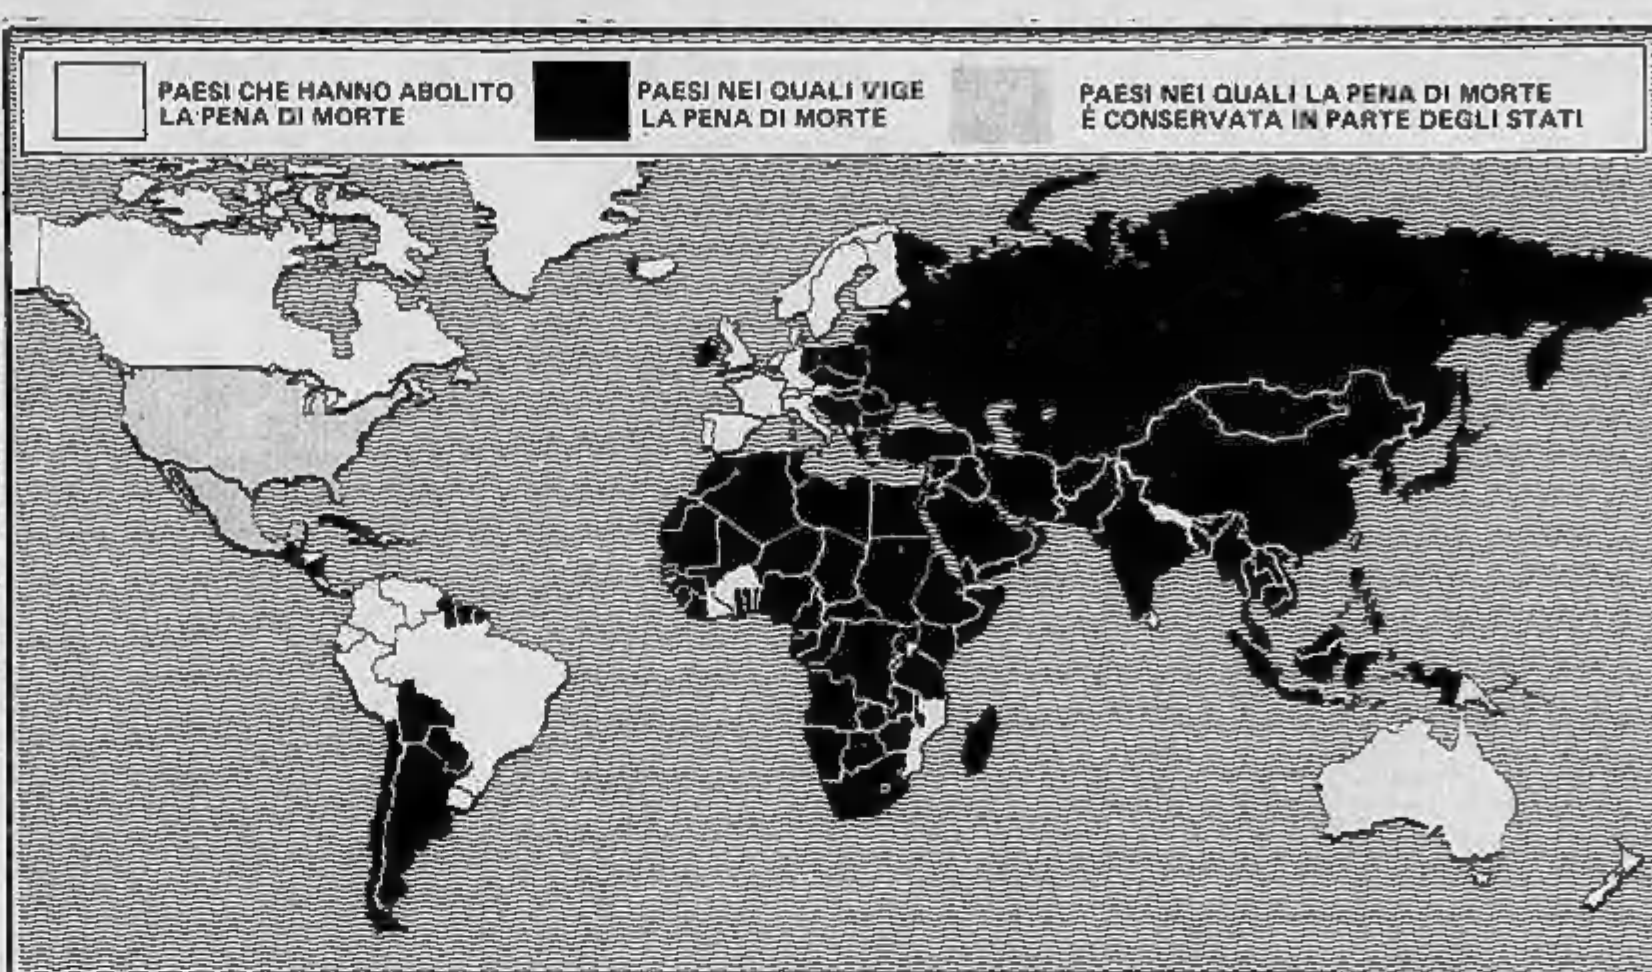 PAESI CHE HANNO ABOLITO
LA PENA DI MORTE
PAESI NEI QUALI VIGE
LA PENA DI MORTE
PAESI NEI QUALI LA PENA DI MORTE
È CONSERVATA IN PARTE DEGLI STATI